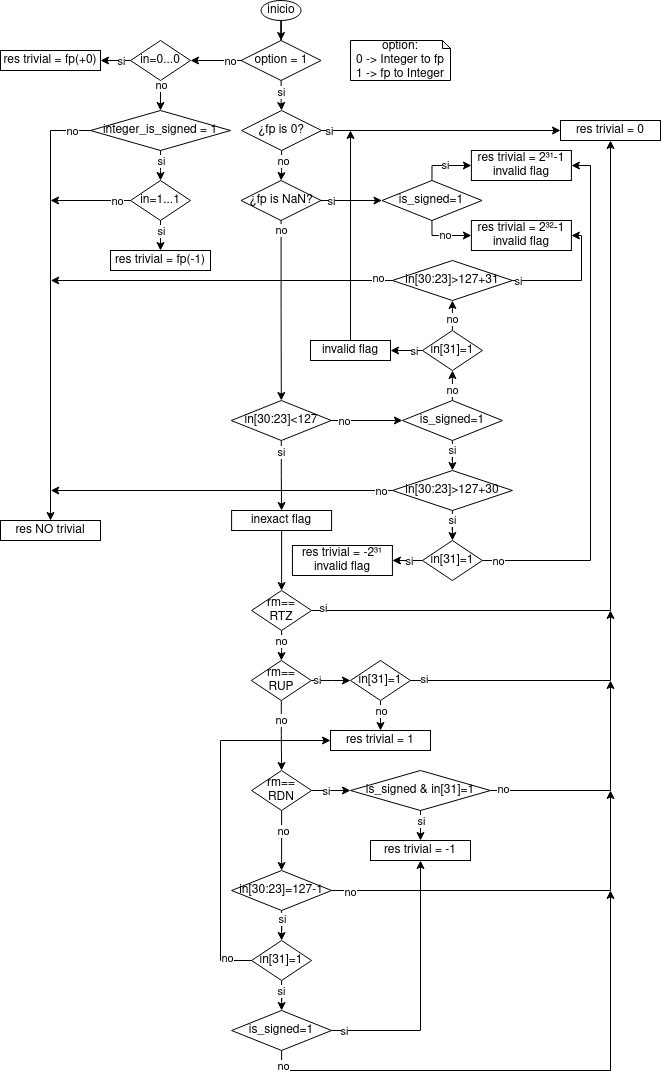 inicio
option:
0 -> Integer to fp
1 -> fp to Integer
res trivial = fp(+0)
si
in=0...0
no
option = 1
no
si
no
integer_is_signed = 1
¿fp is 0?
si
res trivial = 0
si
no
si
res trivial = 2³¹-1
invalid flag
no
in=1...1
¿fp is NaN?
si
is_signed=1
si
no
no
res trivial = 2³²-1
invalid flag
res trivial = fp(-1)
no
in[30:23]>127+31
si
no
invalid flag
si
in[31]=1
no
in[30:23]<127
no
is_signed=1
si
si
no
in[30:23]>127+30
si
res NO trivial
inexact flag
res trivial = -2³¹
invalid flag
si
in[31]=1
no
rm==
RTZ
si
no
rm==
RUP
si
in[31]=1
si
no
no
res trivial = 1
rm==
RDN
si
is_signed & in[31]=1
no
no
si
res trivial = -1
in[30:23]=127-1
no
si
no
in[31]=1
si
is_signed=1
si
no